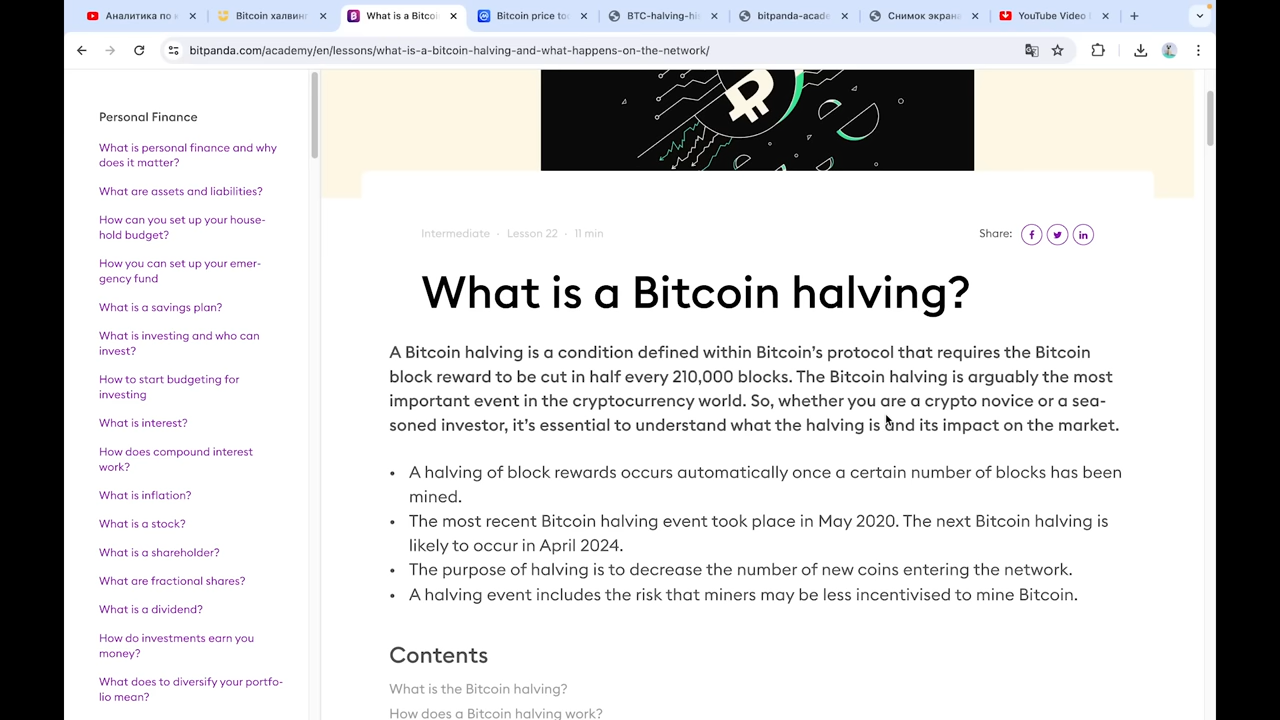 Аналитика по к
Bitcoin халвинг
What is a Bitcoi
Bitcoin price to
BTC-halving-hi
bitpanda-acade
Снимок экрана
YouTube Video
bitpanda.com/academy/en/lessons/what-is-a-bitcoin-halving-and-what-happens-on-the-network/
Personal Finance
What is personal finance and why
does it matter?
What are assets and liabilities?
How can you set up your house-
hold budget?
How you can set up your emer-
gency fund
What is a savings plan?
What is investing and who can
invest?
How to start budgeting for
investing
What is interest?
How does compound interest
work?
What is inflation?
What is a stock?
What is a shareholder?
What are fractional shares?
What is a dividend?
How do investments earn you
money?
What does to diversify your portfo-
lio mean?
Intermediate · Lesson 22 · 11 min
Share:
What is a Bitcoin halving?
A Bitcoin halving is a condition defined within Bitcoin’s protocol that requires the Bitcoin
block reward to be cut in half every 210,000 blocks. The Bitcoin halving is arguably the most
important event in the cryptocurrency world. So, whether you are a crypto novice or a sea-
soned investor, it’s essential to understand what the halving is and its impact on the market.
• A halving of block rewards occurs automatically once a certain number of blocks has been
mined.
• The most recent Bitcoin halving event took place in May 2020. The next Bitcoin halving is
likely to occur in April 2024.
• The purpose of halving is to decrease the number of new coins entering the network.
• A halving event includes the risk that miners may be less incentivised to mine Bitcoin.
Contents
What is the Bitcoin halving?
How does a Bitcoin halving work?